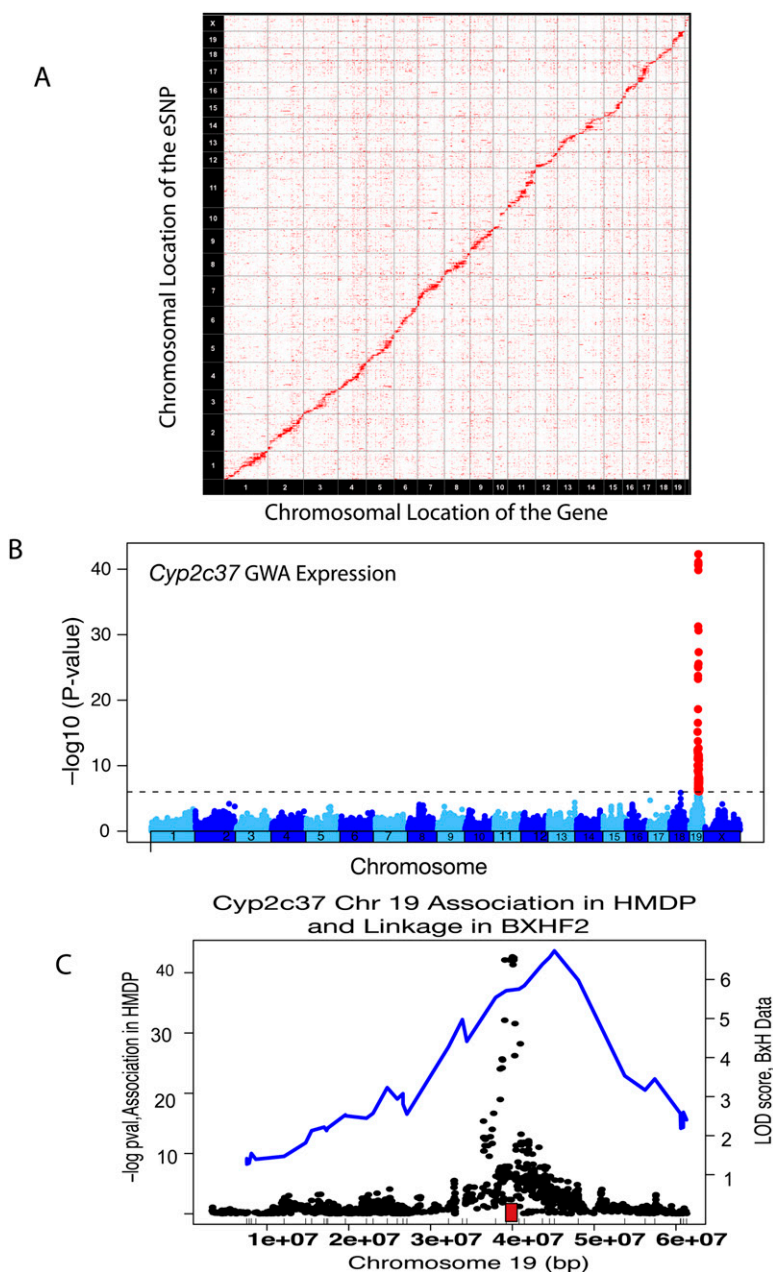 A
Chromosomal Location of the eSNP
X
19
18
17
16
15
14
13
12
11
10
9
8
7
6
5
4
3
2
1
1 2 3 4 5 6 7 8 9 10 11 12 13 14 15 16 17 18 19
Chromosomal Location of the Gene
B
Cyp2c37 GWA Expression
−log10 (P-value)
40
30
20
10
0
1 2 3 4 5 6 7 8 9 10 11 12 13 14 15 16 17 18 19 X
Chromosome
Cyp2c37 Chr 19 Association in HMDP
and Linkage in BXHF2
C
−log pval,Association in HMDP
40
30
20
10
LOD score, BxH Data
6
5
4
3
2
1
1e+07 2e+07 3e+07 4e+07 5e+07 6e+07
Chromosome 19 (bp)